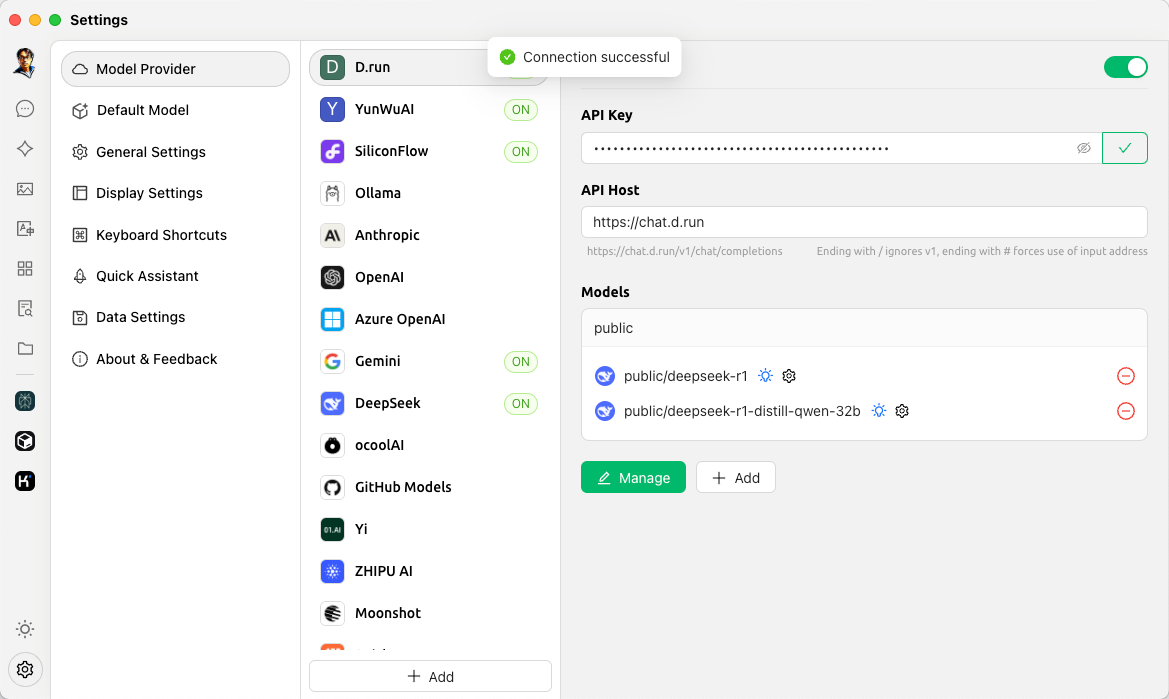 Settings
Connection successful
Model Provider
Default Model
General Settings
Display Settings
Keyboard Shortcuts
Quick Assistant
Data Settings
About & Feedback
D D.run
Y YunWuAI ON
SiliconFlow ON
Ollama
Anthropic
OpenAI
Azure OpenAI
Gemini ON
DeepSeek ON
ocoolAI
GitHub Models
01.AI Yi
ZHIPU AI
Moonshot
Add
API Key
••••••••••••••••••••••••••••••••••••••••••••••
API Host
https://chat.d.run
https://chat.d.run/v1/chat/completions Ending with / ignores v1, ending with # forces use of input address
Models
public
public/deepseek-r1
public/deepseek-r1-distill-qwen-32b
Manage
Add